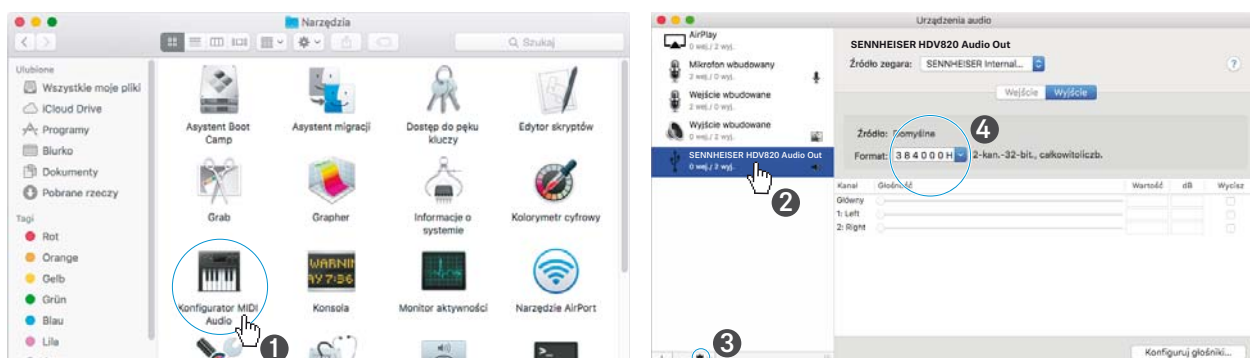 Narzędzia
Szukaj
Ulubione
Wszystkie moje pliki
iCloud Drive
Programy
Biurko
Dokumenty
Pobrane rzeczy
Tagi
Rot
Orange
Gelb
Grün
Blau
Lila
Asystent Boot
Camp
Asystent migracji
Dostęp do pęku
kluczy
Edytor skryptów
Grab
Grapher
Informacje o
systemie
Kolorymetr cyfrowy
WARNIN
AY 7:36
Konfigurator MIDI
Audio
Konsola
Monitor aktywności
Narzędzie AirPort
1
Urządzenia audio
AirPlay
0 wej./ 2 wyj.
Mikrofon wbudowany
2 wej./ 0 wyj.
Wejście wbudowane
2 wej./ 0 wyj.
Wyjście wbudowane
0 wej./ 2 wyj.
SENNHEISER HDV820 Audio Out
0 wej./ 2 wyj.
2
3
SENNHEISER HDV820 Audio Out
Źródło zegara: SENNHEISER Internal...
?
Wejście Wyjście
Źródło: Domyślne
4
Format: 384000H 2-kan.-32-bit., całkowitoliczb.
Kanał Głośność Wartość dB Wycisz
Główny
1: Left
2: Right
Konfiguruj głośniki...